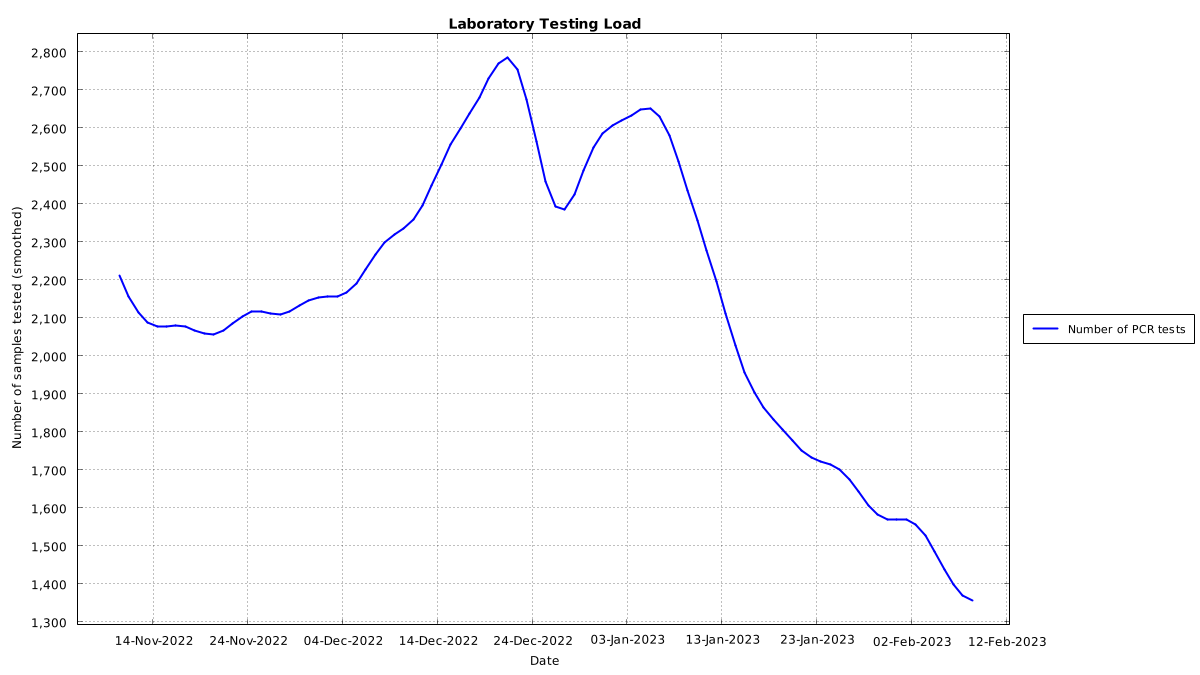 Laboratory Testing Load
2,800
2,700
2,600
2,500
2,400
2,300
2,200
2,100
2,000
1,900
1,800
1,700
1,600
1,500
1,400
1,300
Number of samples tested (smoothed)
14-Nov-2022
24-Nov-2022
04-Dec-2022
14-Dec-2022
24-Dec-2022
03-Jan-2023
13-Jan-2023
23-Jan-2023
02-Feb-2023
12-Feb-2023
Date
Number of PCR tests